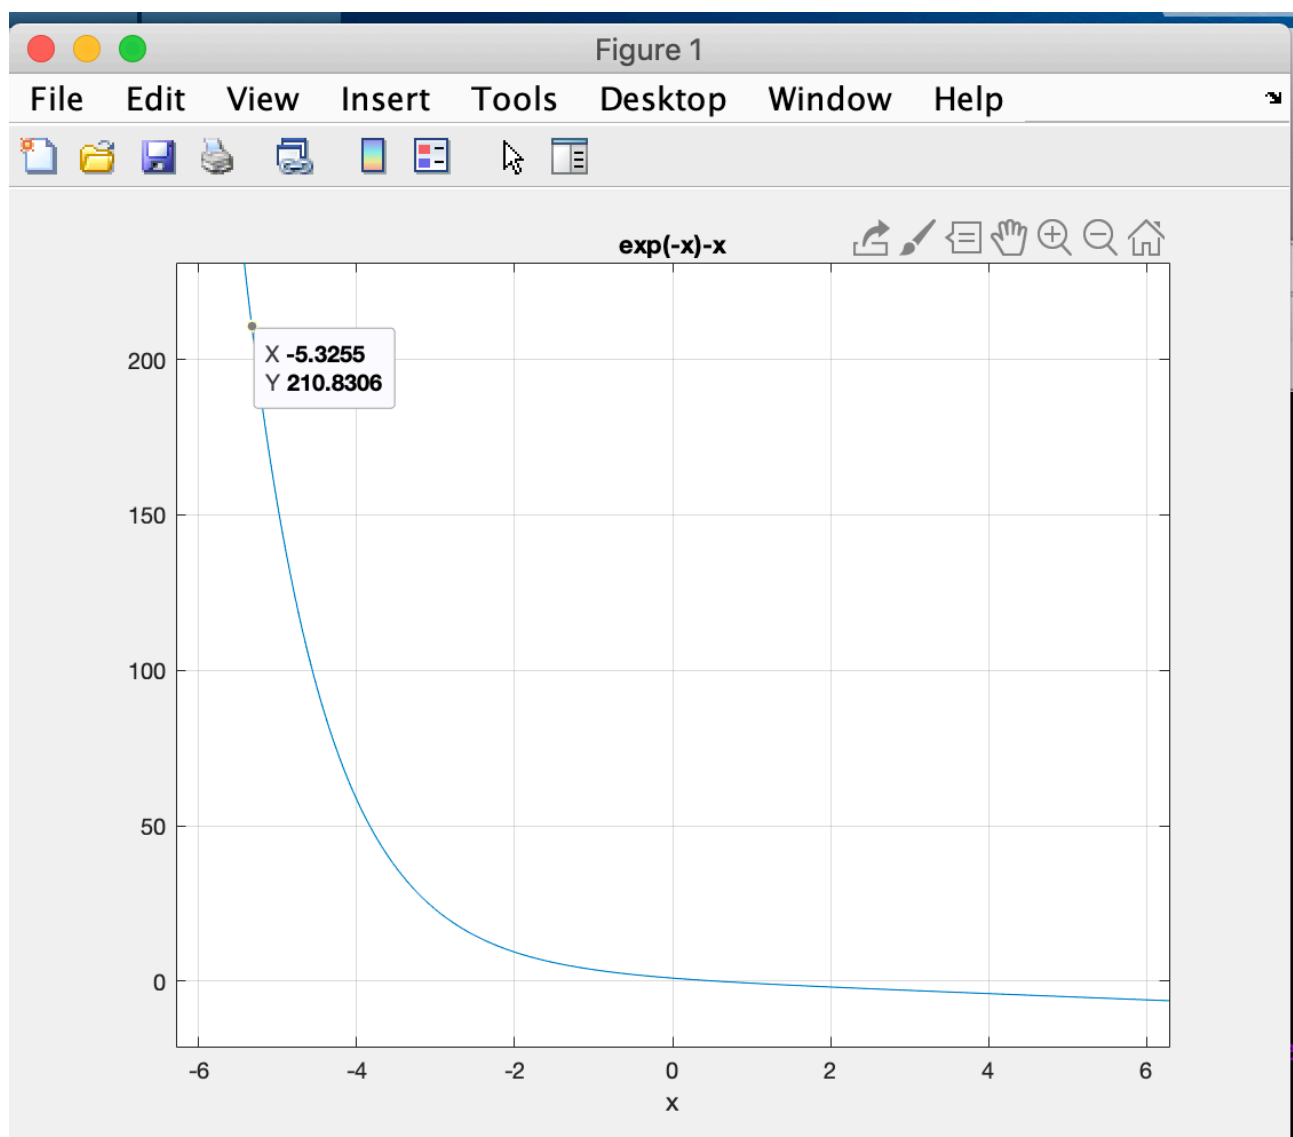 Figure 1
File Edit View Insert Tools Desktop Window Help
exp(-x)-x
200
X -5.3255
Y 210.8306
150
100
50
0
-6 -4 -2 0 2 4 6
x